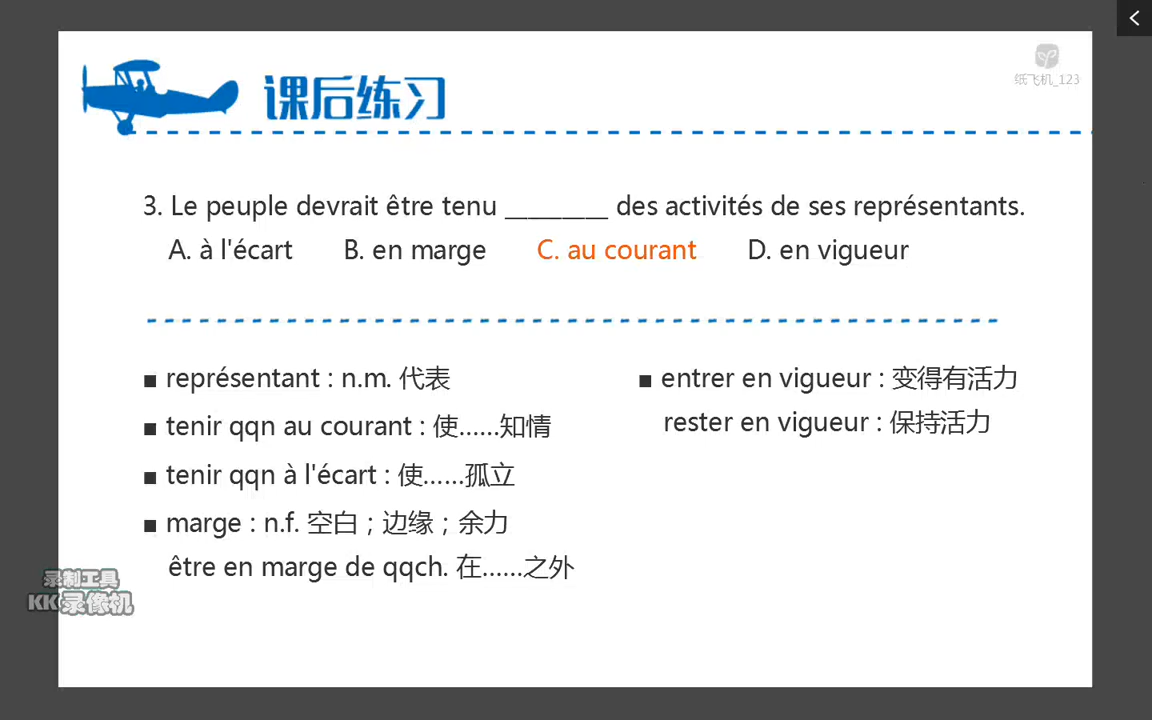 课后练习
纸飞机_123
3. Le peuple devrait être tenu ________ des activités de ses représentants.
A. à l'écart B. en marge C. au courant D. en vigueur
▪ représentant : n.m. 代表
▪ tenir qqn au courant : 使……知情
▪ tenir qqn à l'écart : 使……孤立
▪ marge : n.f. 空白；边缘；余力
être en marge de qqch. 在……之外
▪ entrer en vigueur : 变得有活力
rester en vigueur : 保持活力
录制工具
KK录像机